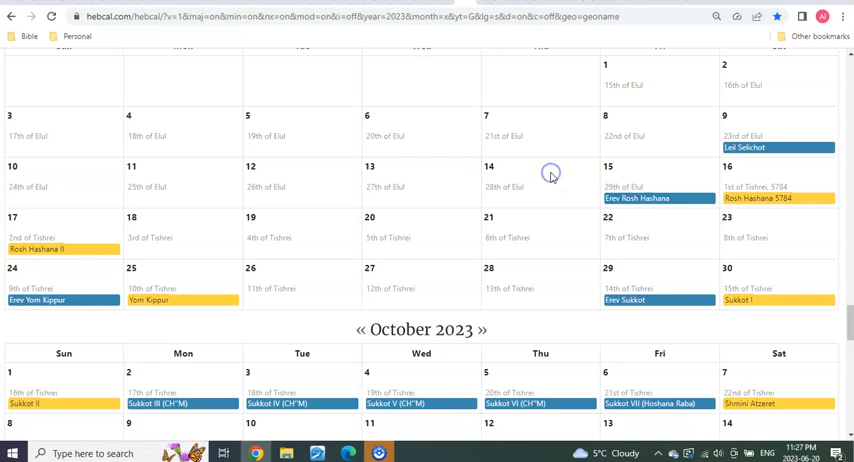 hebcal.com/hebcal/?v=1&maj=on&min=on&nx=on&mod=on&i=off&year=2023&month=x&yt=G&lg=s&d=on&c=off&geo=geoname
AI
Bible Personal Other bookmarks
1 2
15th of Elul 16th of Elul
3 4 5 6 7 8 9
17th of Elul 18th of Elul 19th of Elul 20th of Elul 21st of Elul 22nd of Elul 23rd of Elul
Leil Selichot
10 11 12 13 14 15 16
24th of Elul 25th of Elul 26th of Elul 27th of Elul 28th of Elul 29th of Elul 1st of Tishrei, 5784
Erev Rosh Hashana Rosh Hashana 5784
17 18 19 20 21 22 23
2nd of Tishrei 3rd of Tishrei 4th of Tishrei 5th of Tishrei 6th of Tishrei 7th of Tishrei 8th of Tishrei
Rosh Hashana II
24 25 26 27 28 29 30
9th of Tishrei 10th of Tishrei 11th of Tishrei 12th of Tishrei 13th of Tishrei 14th of Tishrei 15th of Tishrei
Erev Yom Kippur Yom Kippur Erev Sukkot Sukkot I
« October 2023 »
Sun Mon Tue Wed Thu Fri Sat
1 2 3 4 5 6 7
16th of Tishrei 17th of Tishrei 18th of Tishrei 19th of Tishrei 20th of Tishrei 21st of Tishrei 22nd of Tishrei
Sukkot II Sukkot III (CH"M) Sukkot IV (CH"M) Sukkot V (CH"M) Sukkot VI (CH"M) Sukkot VII (Hoshana Raba) Shmini Atzeret
8 9 10 11 12 13 14
Type here to search 5°C Cloudy ENG 11:27 PM
2023-06-20 2